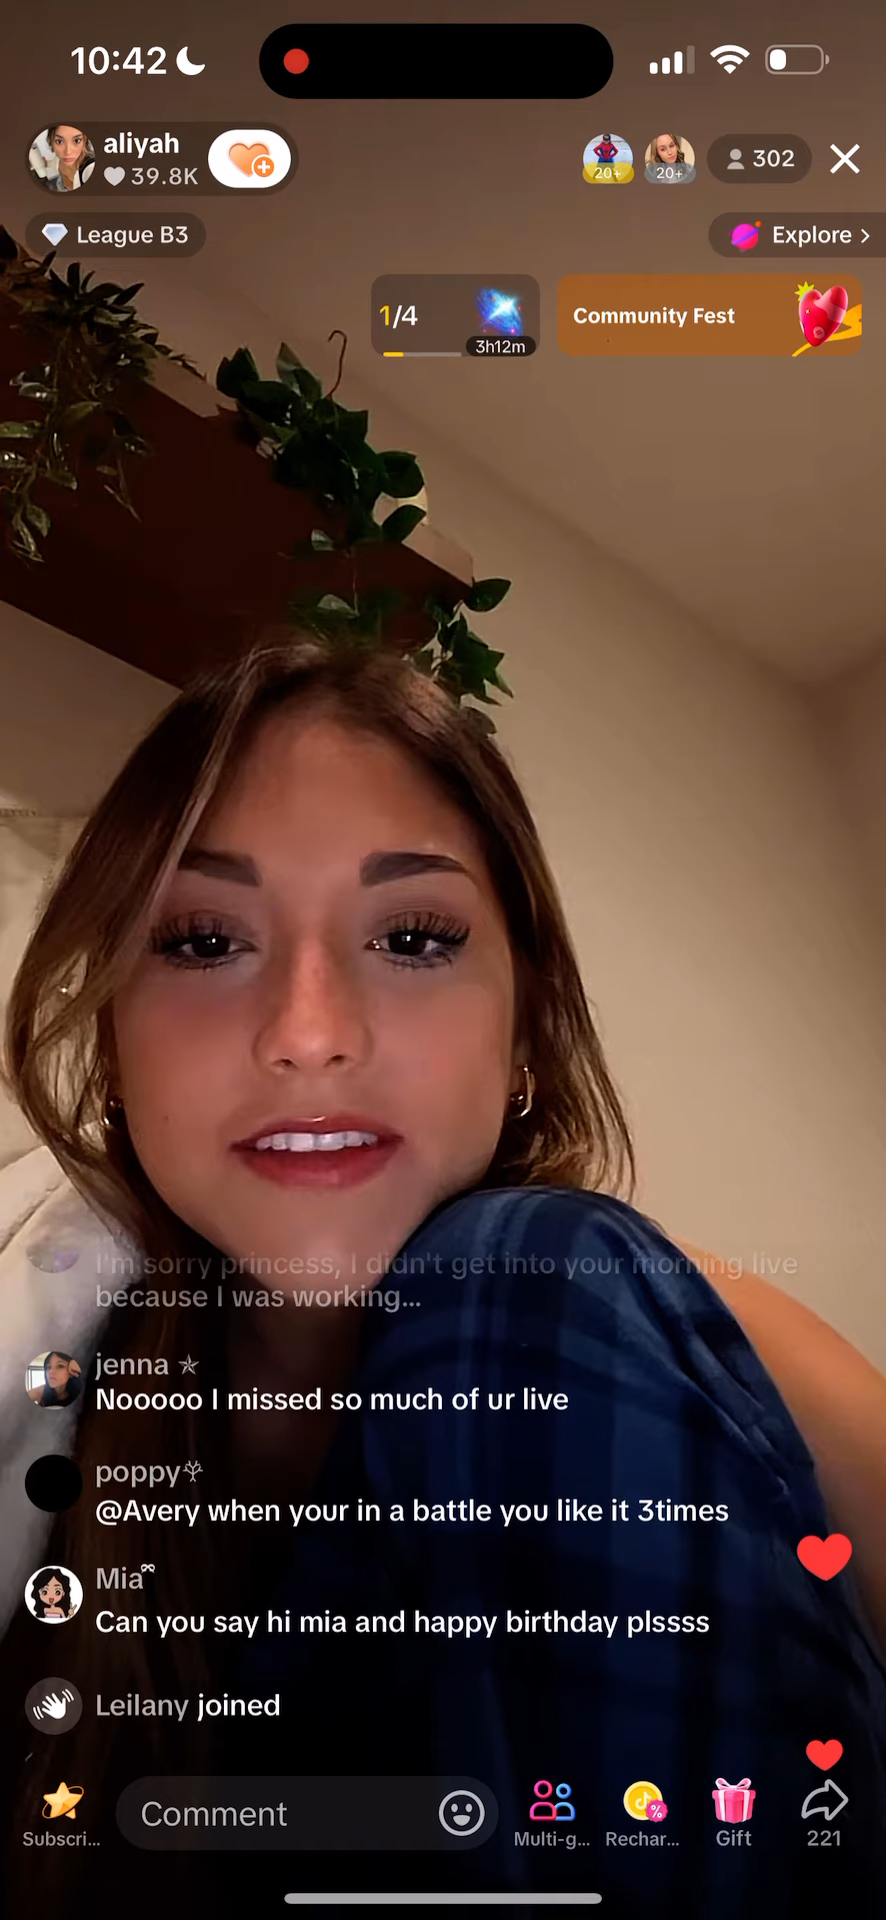 10:42
aliyah
39.8K
20+
20+
302
League B3
Explore >
1/4
3h12m
Community Fest
I'm sorry princess, I didn't get into your morning live
because I was working...
jenna
Nooooo I missed so much of ur live
poppy
@Avery when your in a battle you like it 3times
Mia
Can you say hi mia and happy birthday plssss
Leilany joined
Comment
Subscri...
Multi-g...
Rechar...
Gift
221